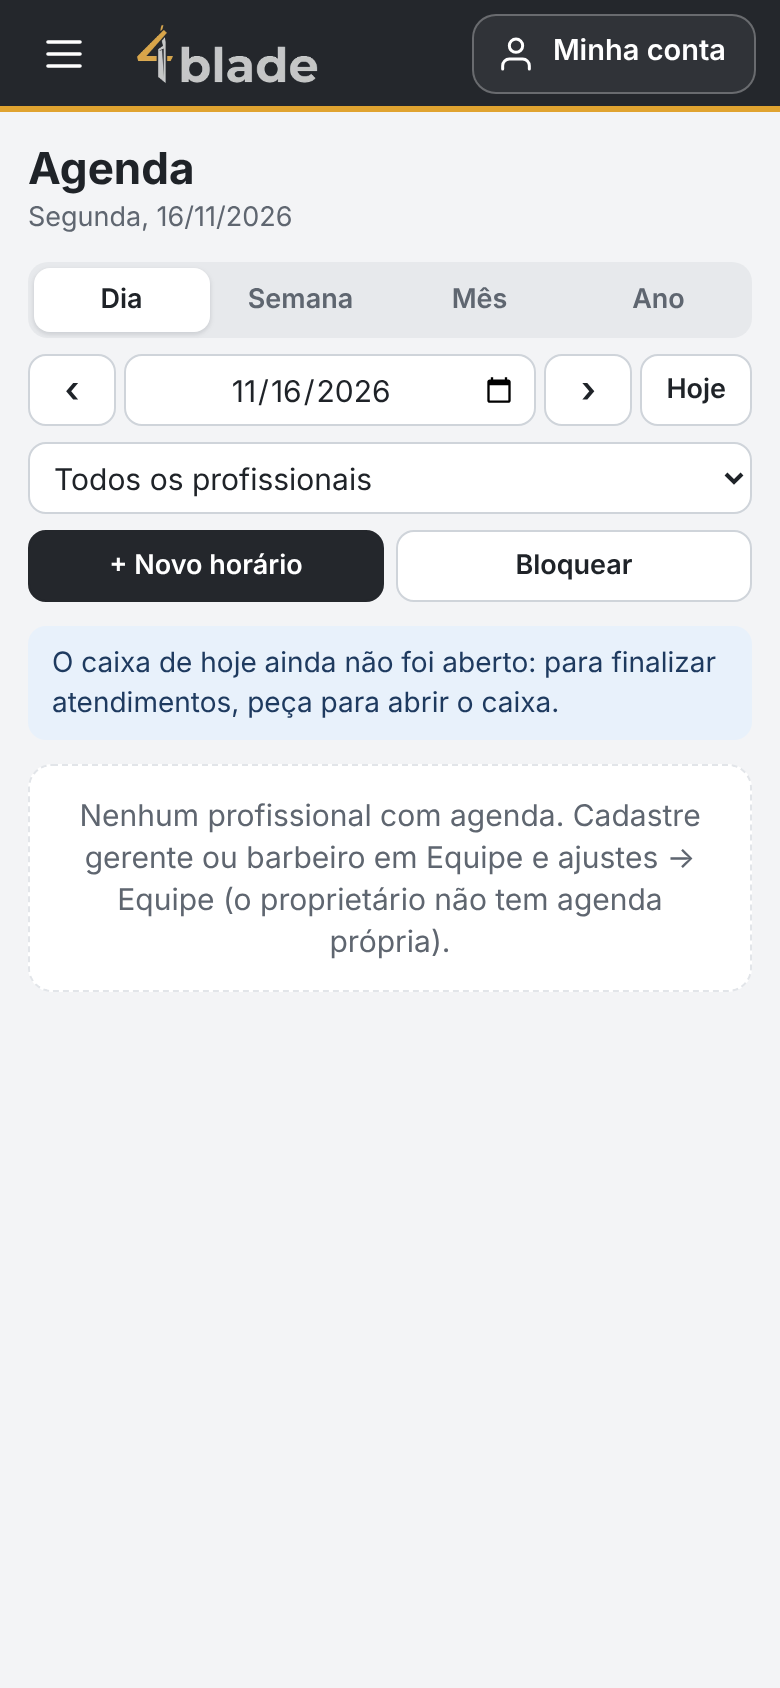 4blade
Minha conta
Agenda
Segunda, 16/11/2026
Dia
Semana
Mês
Ano
‹
11/16/2026
›
Hoje
Todos os profissionais
+ Novo horário
Bloquear
O caixa de hoje ainda não foi aberto: para finalizar
atendimentos, peça para abrir o caixa.
Nenhum profissional com agenda. Cadastre
gerente ou barbeiro em Equipe e ajustes →
Equipe (o proprietário não tem agenda
própria).